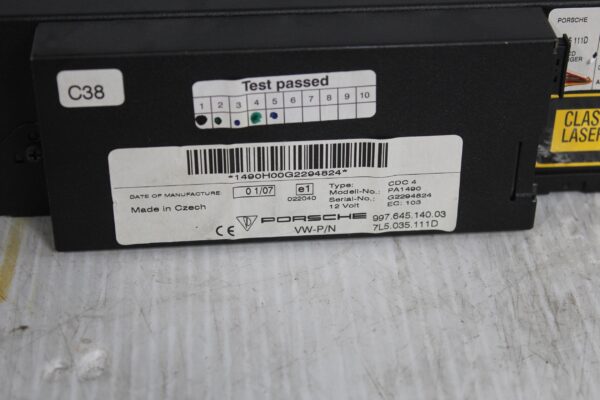 C38
Test passed
1 2 3 4 5 6 7 8 9 10
*1490H00G2294824*
DATE OF MANUFACTURE: 01/07
e1
022040
Made in Czech
Type: CDC 4
Modell-No.: PA1490
Serial-No.: G2294824
12 Volt EC: 103
CE PORSCHE 997.645.140.03
VW-P/N 7L5.035.111D
PORSCHE
111D
CLAS
LASER